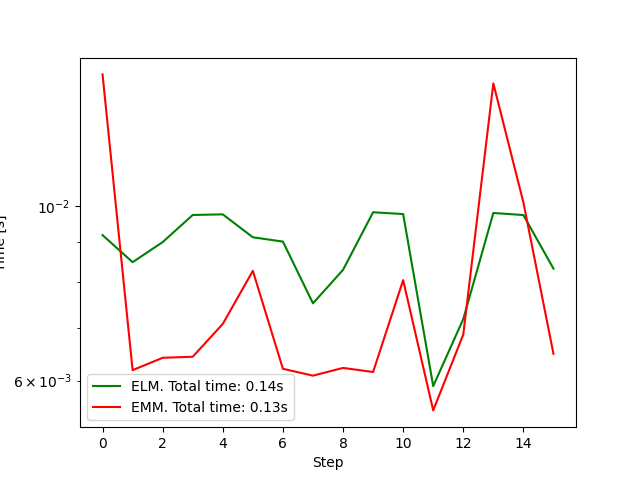 10⁻²
6 × 10⁻³
ELM. Total time: 0.14s
EMM. Total time: 0.13s
0 2 4 6 8 10 12 14
Step